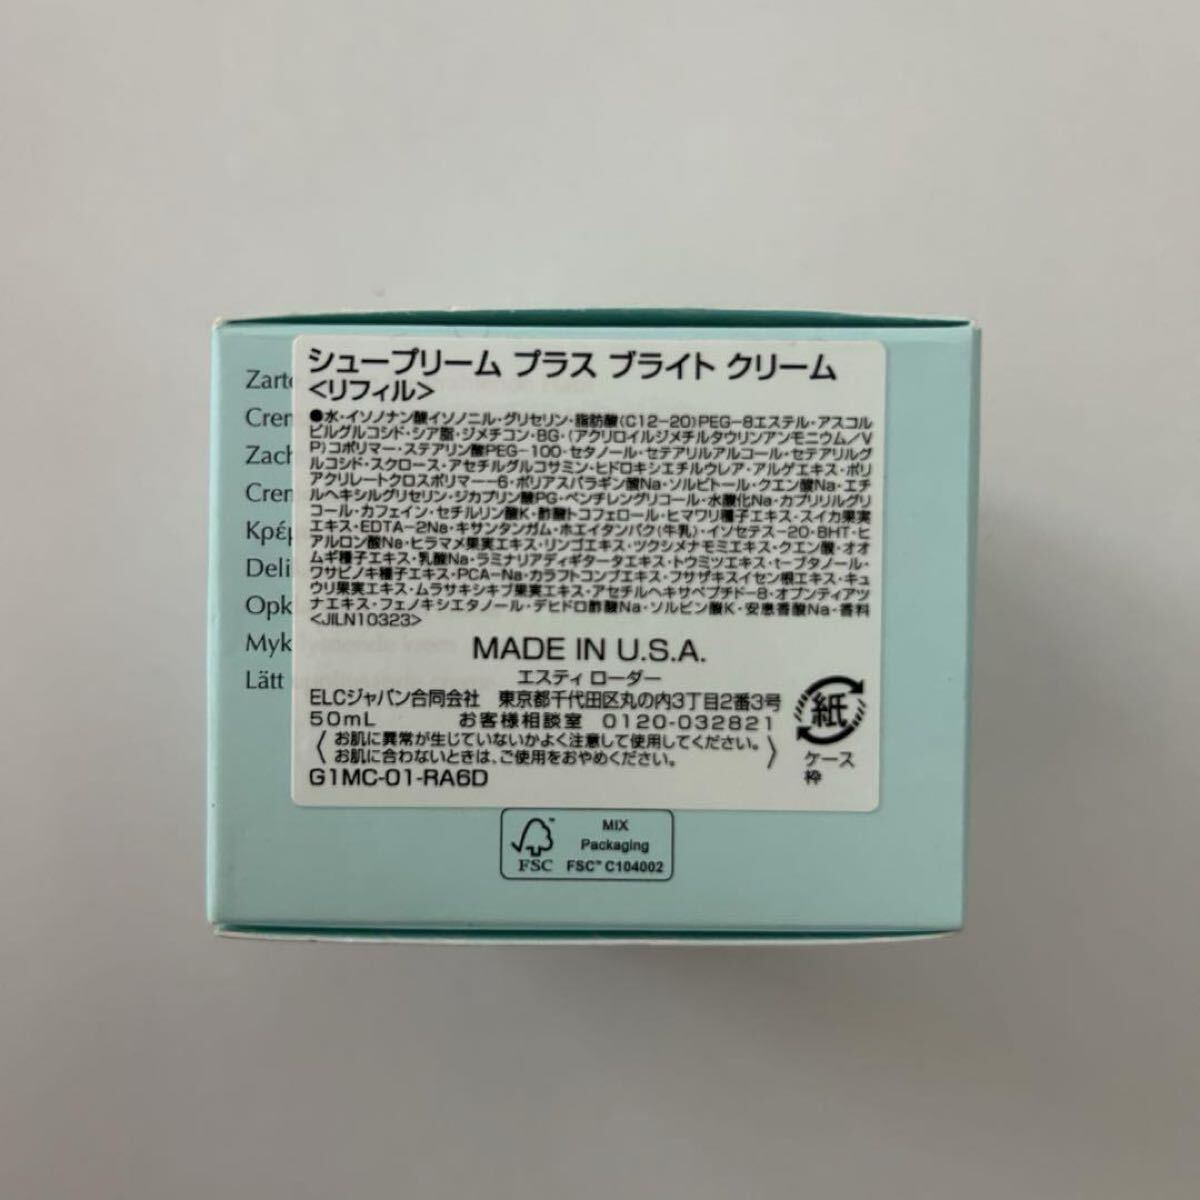 シュープリーム プラス ブライト クリーム
<リフィル>
●水・イソノナン酸イソノニル・グリセリン・脂肪酸(C12-20)PEG-8エステル・アスコル
ビルグルコシド・シア脂・ジメチコン・BG・(アクリロイルジメチルタウリンアンモニウム/V
P)コポリマー・ステアリン酸PEG-100・セタノール・セテアリルアルコール・セテアリルグ
ルコシド・スクロース・アセチルグルコサミン・ヒドロキシエチルウレア・アルゲエキス・ポリ
アクリレートクロスポリマー-6・ポリアスパラギン酸Na・ソルビトール・クエン酸Na・エチ
ルヘキシルグリセリン・ジカプリン酸PG・ペンチレングリコール・水酸化Na・カプリリルグリ
コール・カフェイン・セチルリン酸K・酢酸トコフェロール・ヒマワリ種子エキス・スイカ果実
エキス・EDTA-2Na・キサンタンガム・ホエイタンパク(牛乳)・イソセテス-20・BHT・ヒ
アルロン酸Na・ヒラマメ果実エキス・リンゴエキス・ツクシメナモミエキス・クエン酸・オオ
ムギ種子エキス・乳酸Na・ラミナリアディギタータエキス・トウミツエキス・t-ブタノール・
ワサビノキ種子エキス・PCA-Na・カラフトコンブエキス・フサザキスイセン根エキス・キュ
ウリ果実エキス・ムラサキシキブ果実エキス・アセチルヘキサペプチド-8・オプンティアツ
ナエキス・フェノキシエタノール・デヒドロ酢酸Na・ソルビン酸K・安息香酸Na・香料
<JILN10323>
MADE IN U.S.A.
エスティ ローダー
ELCジャパン合同会社 東京都千代田区丸の内3丁目2番3号
50mL お客様相談室 0120-032821
お肌に異常が生じていないかよく注意して使用してください。
お肌に合わないときは、ご使用をおやめください。
G1MC-01-RA6D
紙
ケース
枠
Zart
Crem
Zach
Crem
Κρέμ
Deli
Opk
Myk
Lätt
FSC
MIX
Packaging
FSC™ C104002